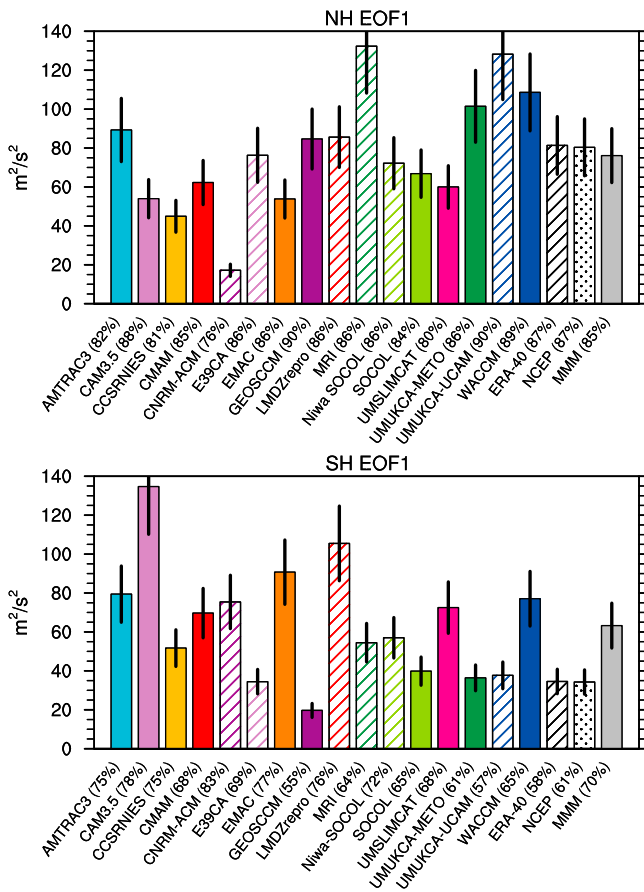 NH EOF1
140
120
100
80
60
40
20
0
m²/s²
AMTRAC3 (82%)
CAM3.5 (88%)
CCSRNIES (81%)
CMAM (85%)
CNRM-ACM (76%)
E39CA (86%)
EMAC (86%)
GEOSCCM (90%)
LMDZrepro (86%)
MRI (86%)
Niwa SOCOL (86%)
SOCOL (84%)
UMSLIMCAT (80%)
UMUKCA-METO (86%)
UMUKCA-UCAM (90%)
WACCM (89%)
ERA-40 (87%)
NCEP (87%)
MMM (85%)
SH EOF1
140
120
100
80
60
40
20
0
m²/s²
AMTRAC3 (75%)
CAM3.5 (78%)
CCSRNIES (75%)
CMAM (68%)
CNRM-ACM (83%)
E39CA (69%)
EMAC (77%)
GEOSCCM (55%)
LMDZrepro (76%)
MRI (64%)
Niwa-SOCOL (72%)
SOCOL (65%)
UMSLIMCAT (68%)
UMUKCA-METO (61%)
UMUKCA-UCAM (57%)
WACCM (65%)
ERA-40 (58%)
NCEP (61%)
MMM (70%)